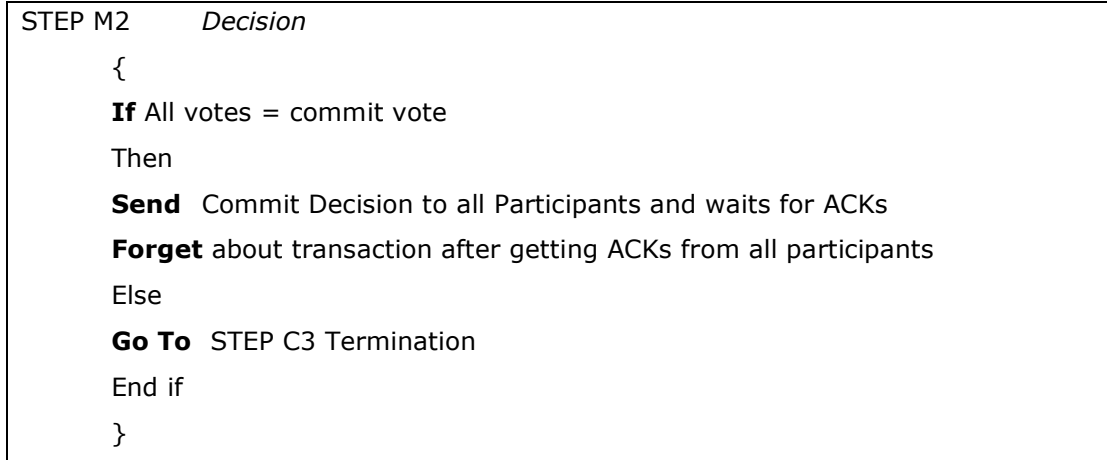 STEP M2 Decision
{
If All votes = commit vote
Then
Send Commit Decision to all Participants and waits for ACKs
Forget about transaction after getting ACKs from all participants
Else
Go To STEP C3 Termination
End if
}